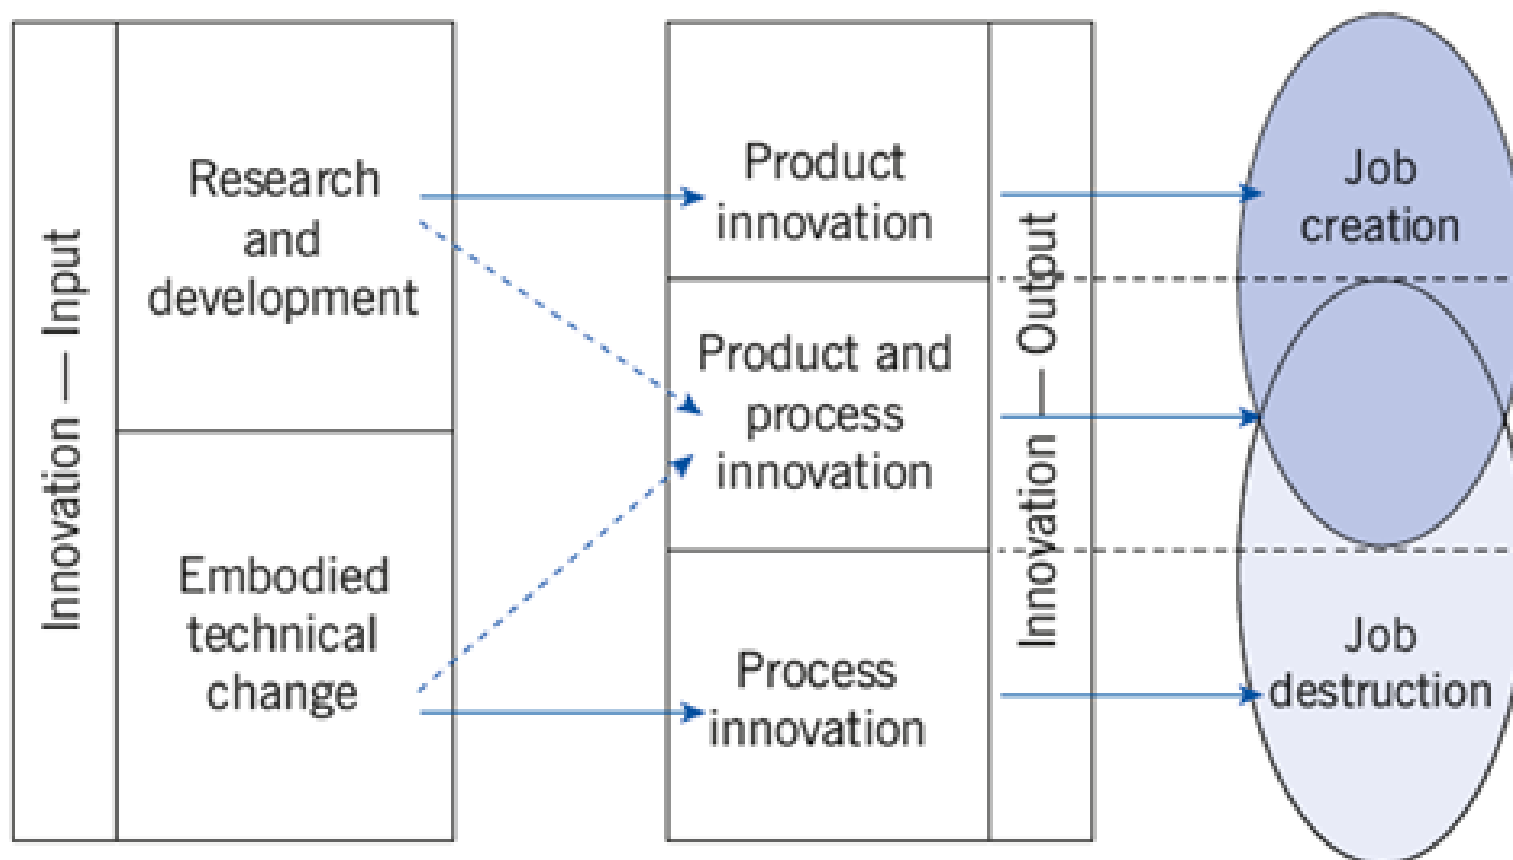 Innovation — Input
Research
and
development
Embodied
technical
change
Product
innovation
Product and
process
innovation
Process
innovation
Innovation — Output
Job
creation
Job
destruction